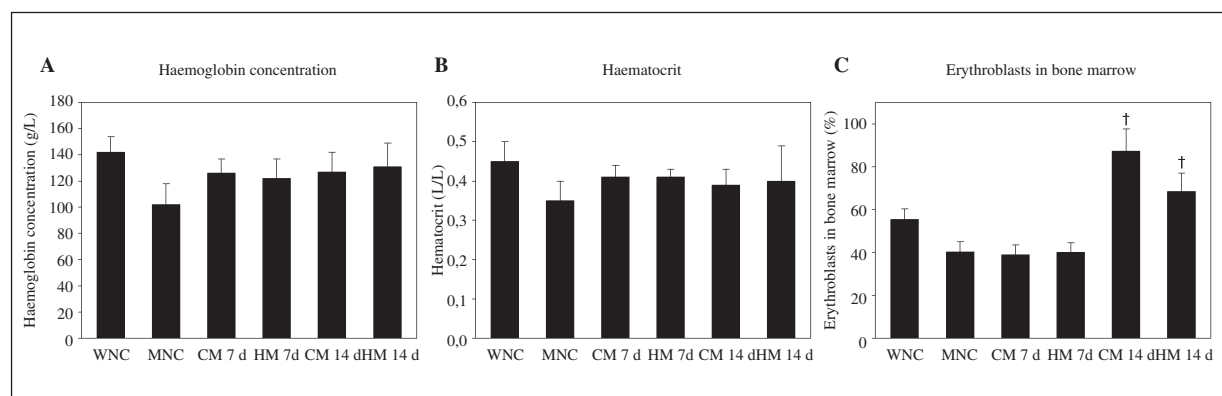 A Haemoglobin concentration
Haemoglobin concentration (g/L)
180
160
140
120
100
80
60
40
20
0
WNC MNC CM 7 d HM 7d CM 14 d HM 14 d
B Haematocrit
Hematocrit (L/L)
0,6
0,5
0,4
0,3
0,2
0,1
0,0
WNC MNC CM 7 d HM 7d CM 14 d HM 14 d
C Erythroblasts in bone marrow
Erythroblasts in bone marrow (%)
100
80
60
40
20
0
† †
WNC MNC CM 7 d HM 7d CM 14 d HM 14 d